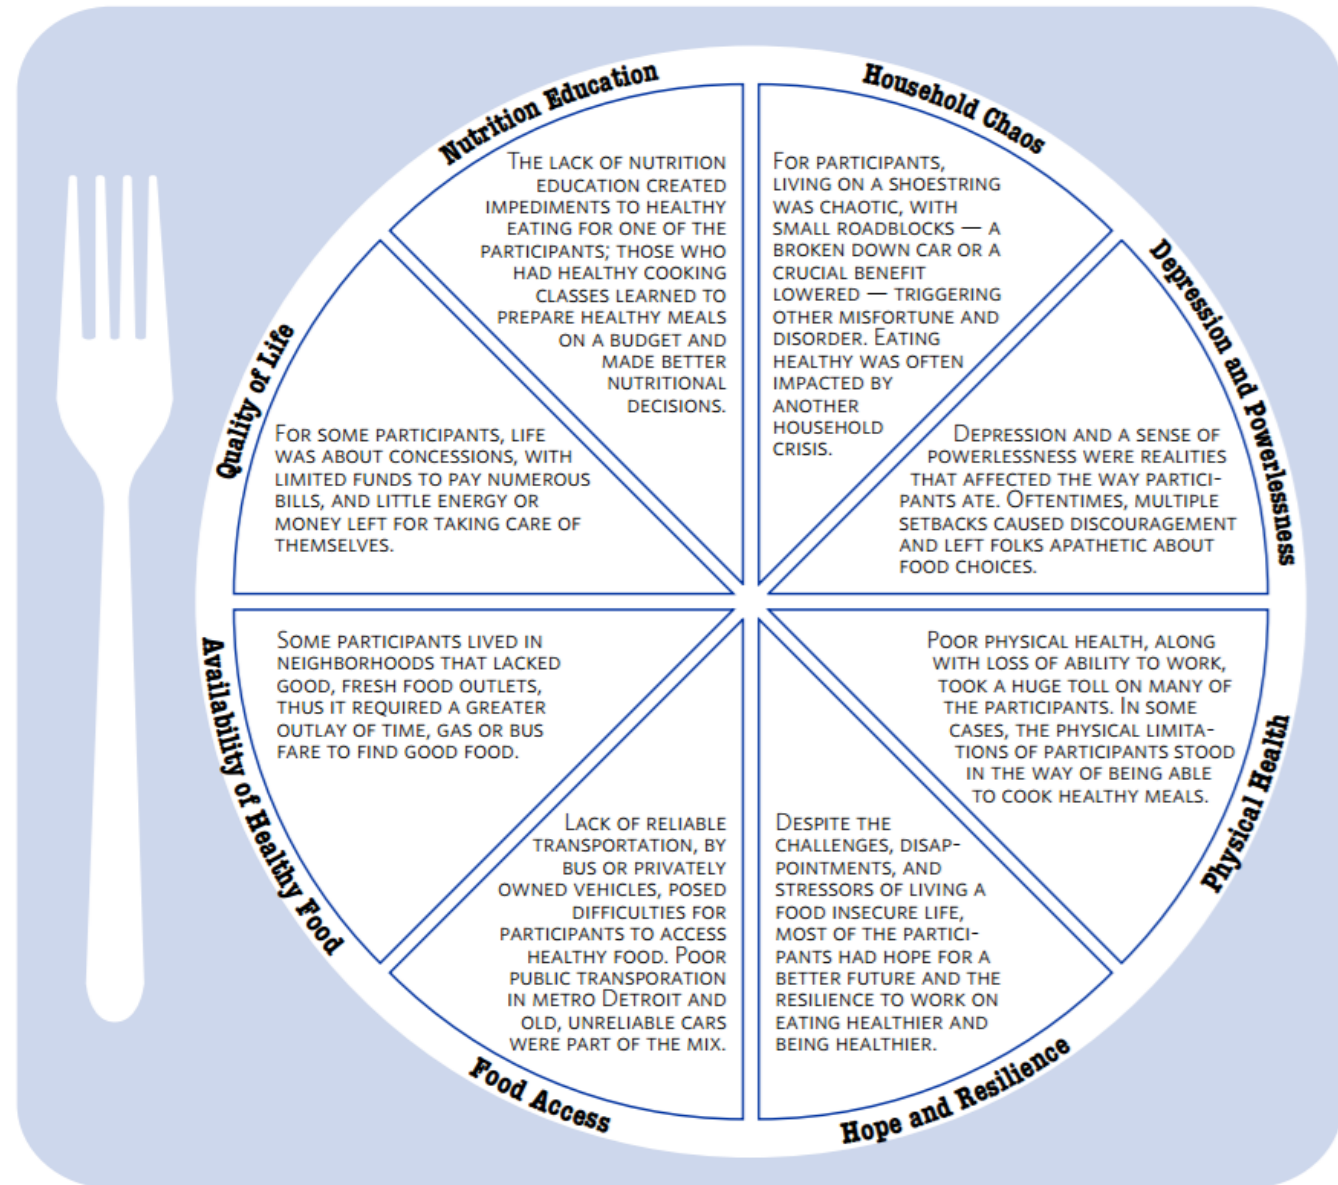 Nutrition Education
The lack of nutrition
education created
impediments to healthy
eating for one of the
participants; those who
had healthy cooking
classes learned to
prepare healthy meals
on a budget and
made better
nutritional
decisions.
Household Chaos
For participants,
living on a shoestring
was chaotic, with
small roadblocks — a
broken down car or a
crucial benefit
lowered — triggering
other misfortune and
disorder. Eating
healthy was often
impacted by
another
household
crisis.
Depression and Powerlessness
Depression and a sense of
powerlessness were realities
that affected the way partici-
pants ate. Oftentimes, multiple
setbacks caused discouragement
and left folks apathetic about
food choices.
Physical Health
Poor physical health, along
with loss of ability to work,
took a huge toll on many of
the participants. In some
cases, the physical limita-
tions of participants stood
in the way of being able
to cook healthy meals.
Hope and Resilience
Despite the
challenges, disap-
pointments, and
stressors of living a
food insecure life,
most of the partici-
pants had hope for a
better future and the
resilience to work on
eating healthier and
being healthier.
Food Access
Lack of reliable
transportation, by
bus or privately
owned vehicles, posed
difficulties for
participants to access
healthy food. Poor
public transporation
in metro Detroit and
old, unreliable cars
were part of the mix.
Availability of Healthy Food
Some participants lived in
neighborhoods that lacked
good, fresh food outlets,
thus it required a greater
outlay of time, gas or bus
fare to find good food.
Quality of Life
For some participants, life
was about concessions, with
limited funds to pay numerous
bills, and little energy or
money left for taking care of
themselves.